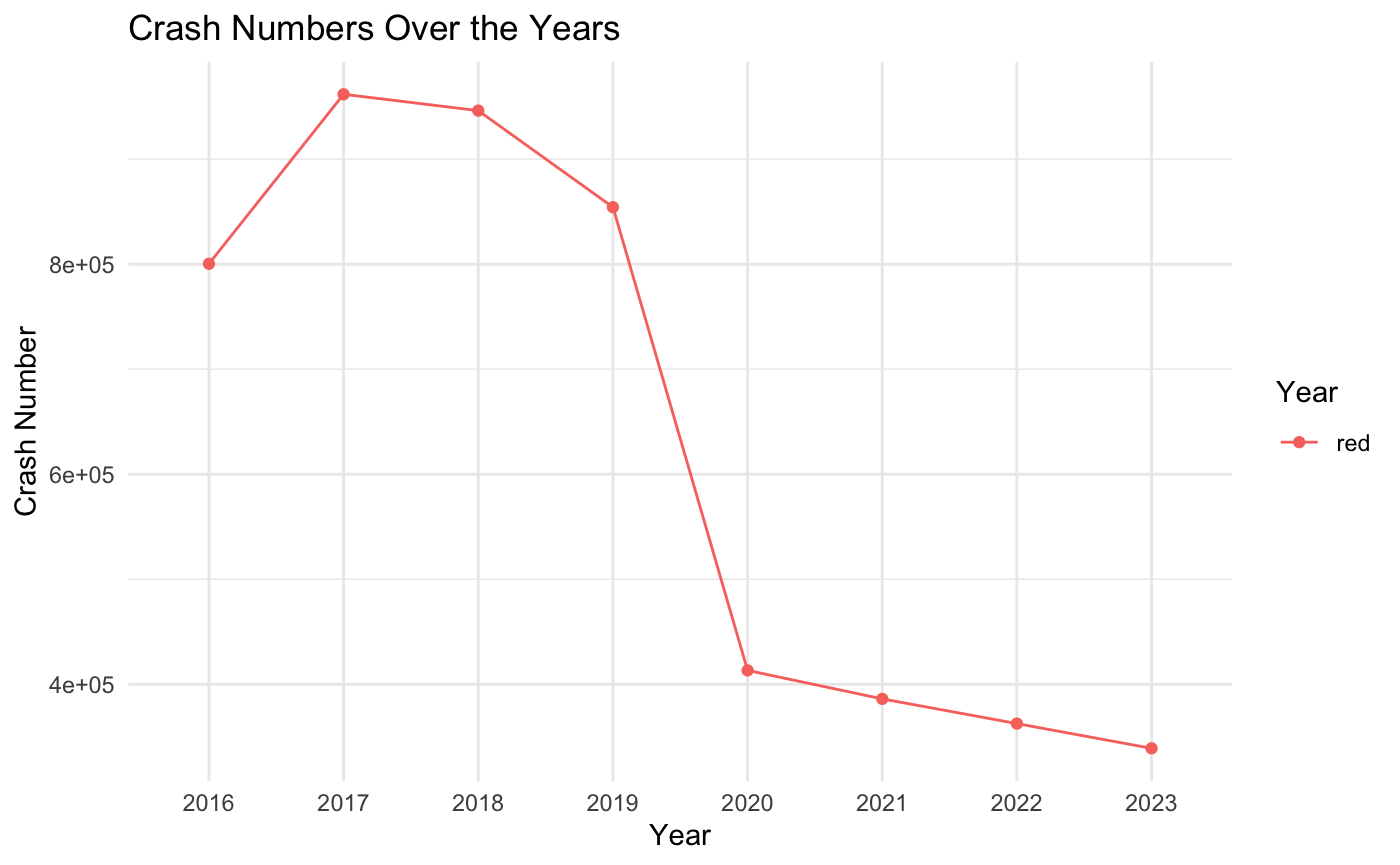 Crash Numbers Over the Years
Crash Number
8e+05
6e+05
4e+05
2016 2017 2018 2019 2020 2021 2022 2023
Year
Year
red